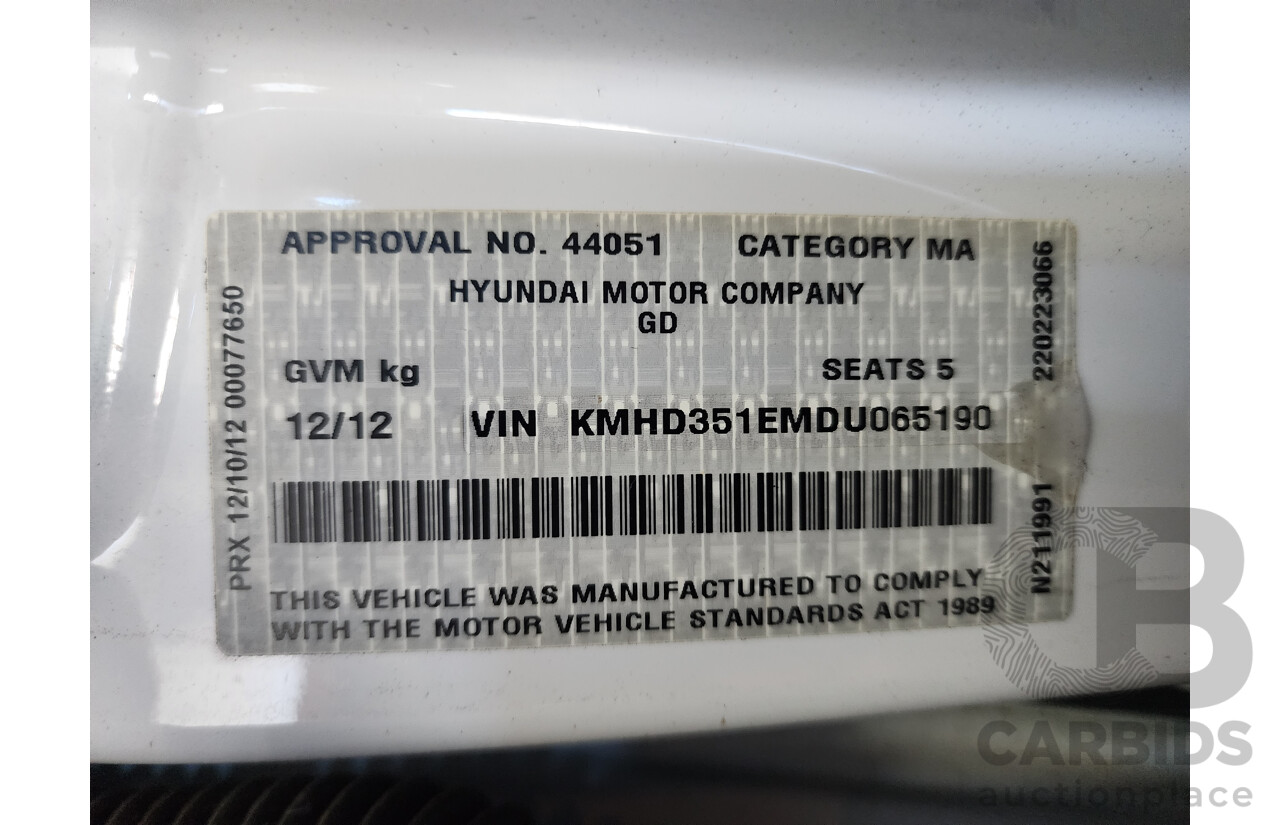 APPROVAL NO. 44051 CATEGORY MA
HYUNDAI MOTOR COMPANY
GD
GVM kg SEATS 5
12/12 VIN KMHD351EMDU065190
THIS VEHICLE WAS MANUFACTURED TO COMPLY
WITH THE MOTOR VEHICLE STANDARDS ACT 1989
PRX 12/10/12 00077650
N2111991 220223066
CB
CARBIDS
auctionplace